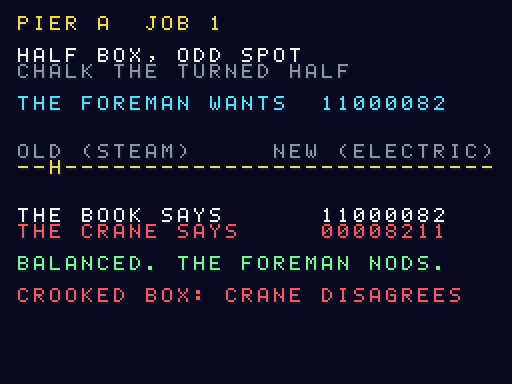 PIER A  JOB 1
HALF BOX, ODD SPOT
CHALK THE TURNED HALF
THE FOREMAN WANTS  11000082
OLD (STEAM)     NEW (ELECTRIC)
--H---------------------------
THE BOOK SAYS      11000082
THE CRANE SAYS     00008211
BALANCED. THE FOREMAN NODS.
CROOKED BOX: CRANE DISAGREES